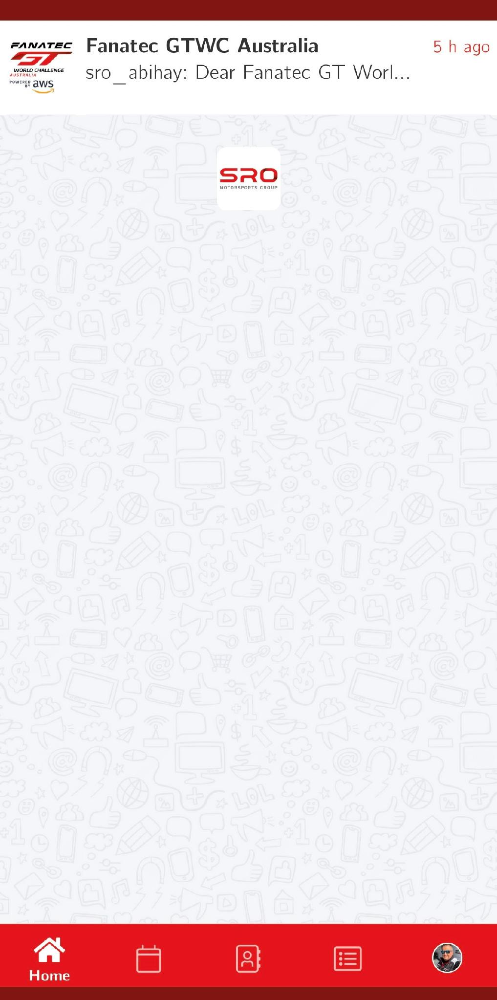 FANATEC
GT
WORLD CHALLENGE
AUSTRALIA
POWERED BY aws
Fanatec GTWC Australia
5 h ago
sro_abihay: Dear Fanatec GT Worl...
SRO
MOTORSPORTS GROUP
Home